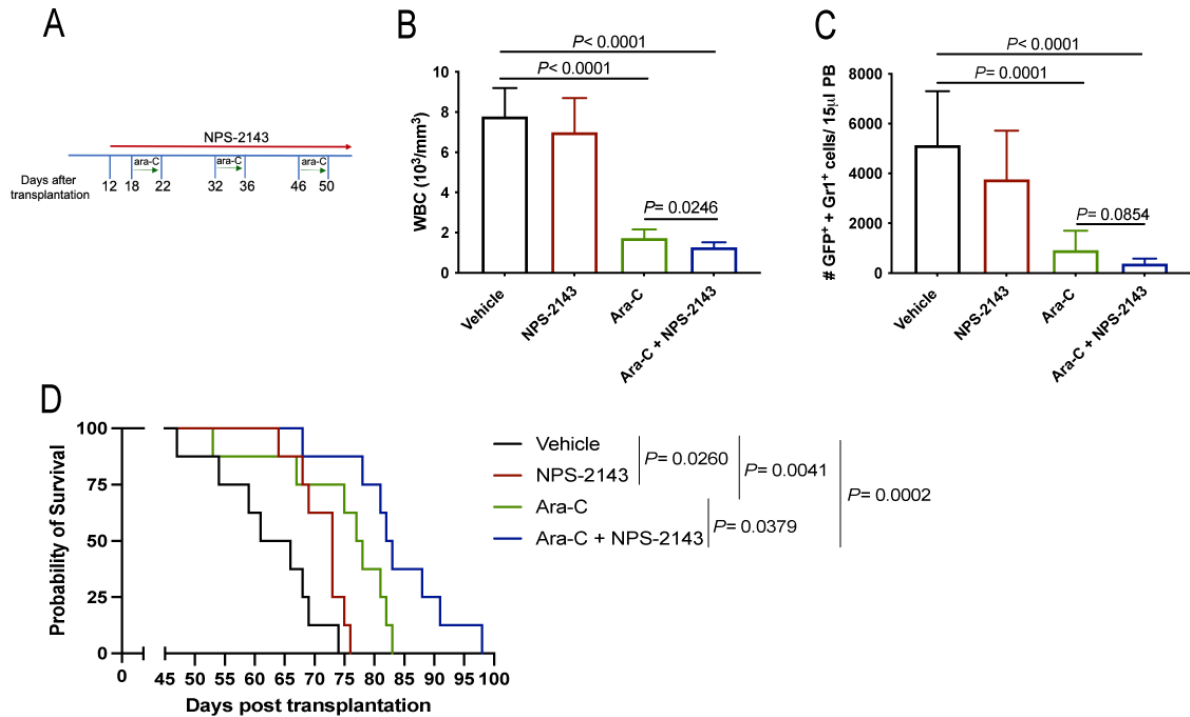 A
NPS-2143
ara-C ara-C ara-C
Days after
transplantation
12 18 22 32 36 46 50
B
P< 0.0001
P< 0.0001
P= 0.0246
WBC (10³/mm³)
10
8
6
4
2
0
Vehicle
NPS-2143
Ara-C
Ara-C + NPS-2143
C
P< 0.0001
P= 0.0001
P= 0.0854
# GFP⁺ + Gr1⁺ cells/ 15µl PB
8000
6000
4000
2000
0
Vehicle
NPS-2143
Ara-C
Ara-C + NPS-2143
D
Probability of Survival
100
75
50
25
0
0 45 50 55 60 65 70 75 80 85 90 95 100
Days post transplantation
Vehicle
NPS-2143
Ara-C
Ara-C + NPS-2143
P= 0.0260
P= 0.0041
P= 0.0002
P= 0.0379